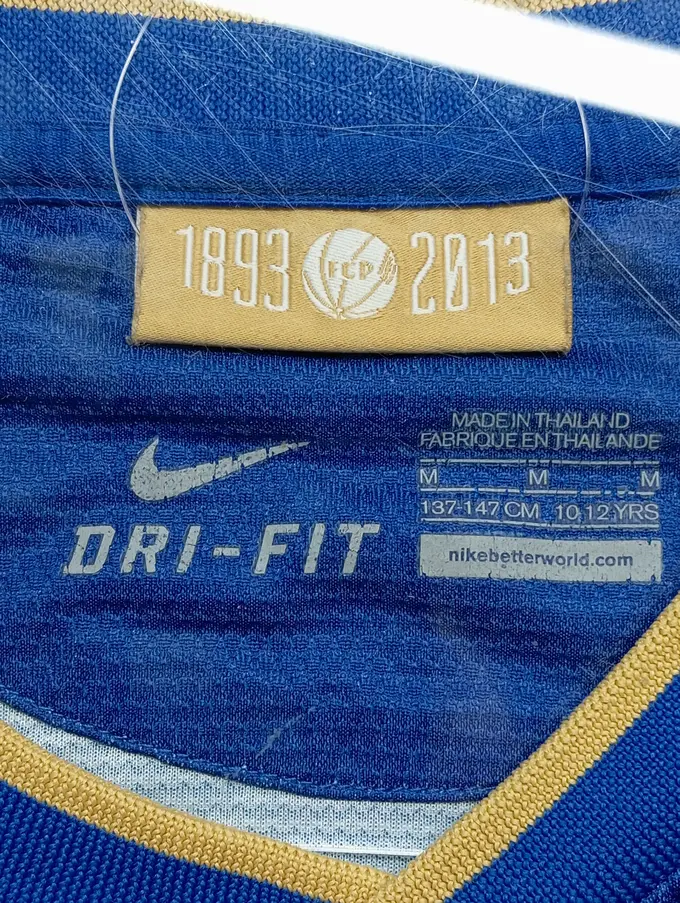 1893 FCP 2013
MADE IN THAILAND
FABRIQUE EN THAILANDE
M M M
137-147 CM 10-12 YRS
nikebetterworld.com
DRI-FIT